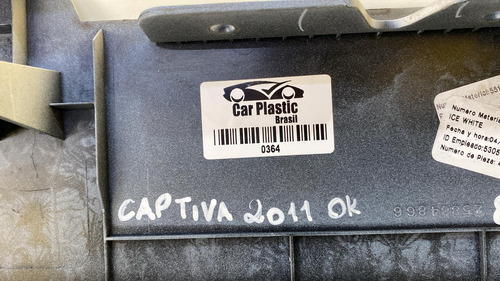 Car Plastic
Brasil
0364
CAPTIVA 2011 OK
Numero Material
ICE WHITE
Fecha y hora:04/
ID Empleado:5305
Numero de Pieza: